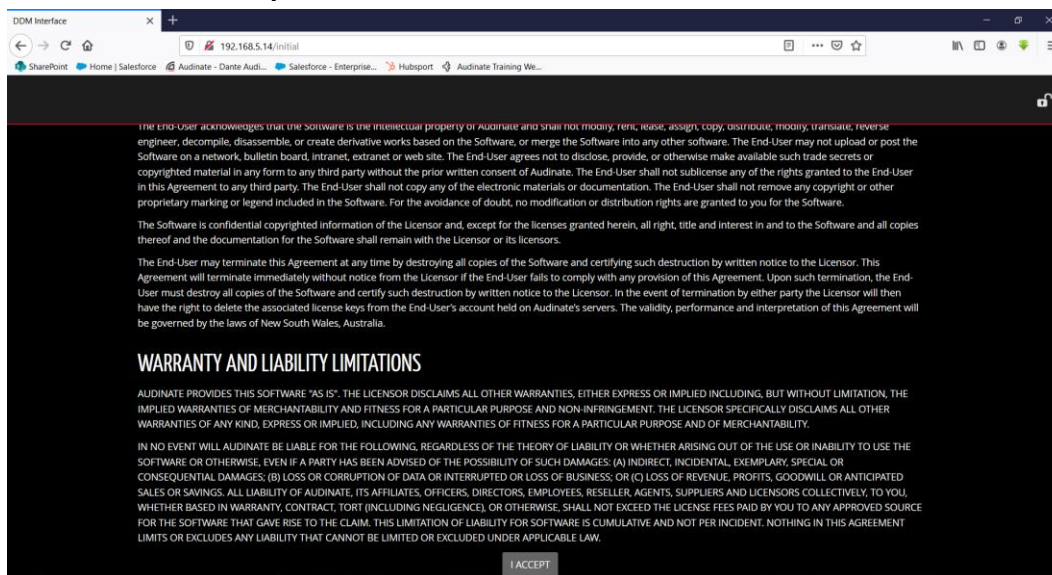 DDM Interface
192.168.5.14/initial
SharePoint Home | Salesforce Audinate - Dante Audi... Salesforce - Enterprise... Hubsport Audinate Training We...
The End-User acknowledges that the Software is the intellectual property of Audinate and shall not modify, rent, lease, assign, copy, distribute, modify, translate, reverse
engineer, decompile, disassemble, or create derivative works based on the Software, or merge the Software into any other software. The End-User may not upload or post the
Software on a network, bulletin board, intranet, extranet or web site. The End-User agrees not to disclose, provide, or otherwise make available such trade secrets or
copyrighted material in any form to any third party without the prior written consent of Audinate. The End-User shall not sublicense any of the rights granted to the End-User
in this Agreement to any third party. The End-User shall not copy any of the electronic materials or documentation. The End-User shall not remove any copyright or other
proprietary marking or legend included in the Software. For the avoidance of doubt, no modification or distribution rights are granted to you for the Software.
The Software is confidential copyrighted information of the Licensor and, except for the licenses granted herein, all right, title and interest in and to the Software and all copies
thereof and the documentation for the Software shall remain with the Licensor or its licensors.
The End-User may terminate this Agreement at any time by destroying all copies of the Software and certifying such destruction by written notice to the Licensor. This
Agreement will terminate immediately without notice from the Licensor if the End-User fails to comply with any provision of this Agreement. Upon such termination, the End-
User must destroy all copies of the Software and certify such destruction by written notice to the Licensor. In the event of termination by either party the Licensor will then
have the right to delete the associated license keys from the End-User's account held on Audinate's servers. The validity, performance and interpretation of this Agreement will
be governed by the laws of New South Wales, Australia.
WARRANTY AND LIABILITY LIMITATIONS
AUDINATE PROVIDES THIS SOFTWARE "AS IS". THE LICENSOR DISCLAIMS ALL OTHER WARRANTIES, EITHER EXPRESS OR IMPLIED INCLUDING, BUT WITHOUT LIMITATION, THE
IMPLIED WARRANTIES OF MERCHANTABILITY AND FITNESS FOR A PARTICULAR PURPOSE AND NON-INFRINGEMENT. THE LICENSOR SPECIFICALLY DISCLAIMS ALL OTHER
WARRANTIES OF ANY KIND, EXPRESS OR IMPLIED, INCLUDING ANY WARRANTIES OF FITNESS FOR A PARTICULAR PURPOSE AND OF MERCHANTABILITY.
IN NO EVENT WILL AUDINATE BE LIABLE FOR THE FOLLOWING, REGARDLESS OF THE THEORY OF LIABILITY OR WHETHER ARISING OUT OF THE USE OR INABILITY TO USE THE
SOFTWARE OR OTHERWISE, EVEN IF A PARTY HAS BEEN ADVISED OF THE POSSIBILITY OF SUCH DAMAGES: (A) INDIRECT, INCIDENTAL, EXEMPLARY, SPECIAL OR
CONSEQUENTIAL DAMAGES; (B) LOSS OR CORRUPTION OF DATA OR INTERRUPTED OR LOSS OF BUSINESS; OR (C) LOSS OF REVENUE, PROFITS, GOODWILL OR ANTICIPATED
SALES OR SAVINGS. ALL LIABILITY OF AUDINATE, ITS AFFILIATES, OFFICERS, DIRECTORS, EMPLOYEES, RESELLER, AGENTS, SUPPLIERS AND LICENSORS COLLECTIVELY, TO YOU,
WHETHER BASED IN WARRANTY, CONTRACT, TORT (INCLUDING NEGLIGENCE), OR OTHERWISE, SHALL NOT EXCEED THE LICENSE FEES PAID BY YOU TO ANY APPROVED SOURCE
FOR THE SOFTWARE THAT GAVE RISE TO THE CLAIM. THIS LIMITATION OF LIABILITY FOR SOFTWARE IS CUMULATIVE AND NOT PER INCIDENT. NOTHING IN THIS AGREEMENT
LIMITS OR EXCLUDES ANY LIABILITY THAT CANNOT BE LIMITED OR EXCLUDED UNDER APPLICABLE LAW.
I ACCEPT